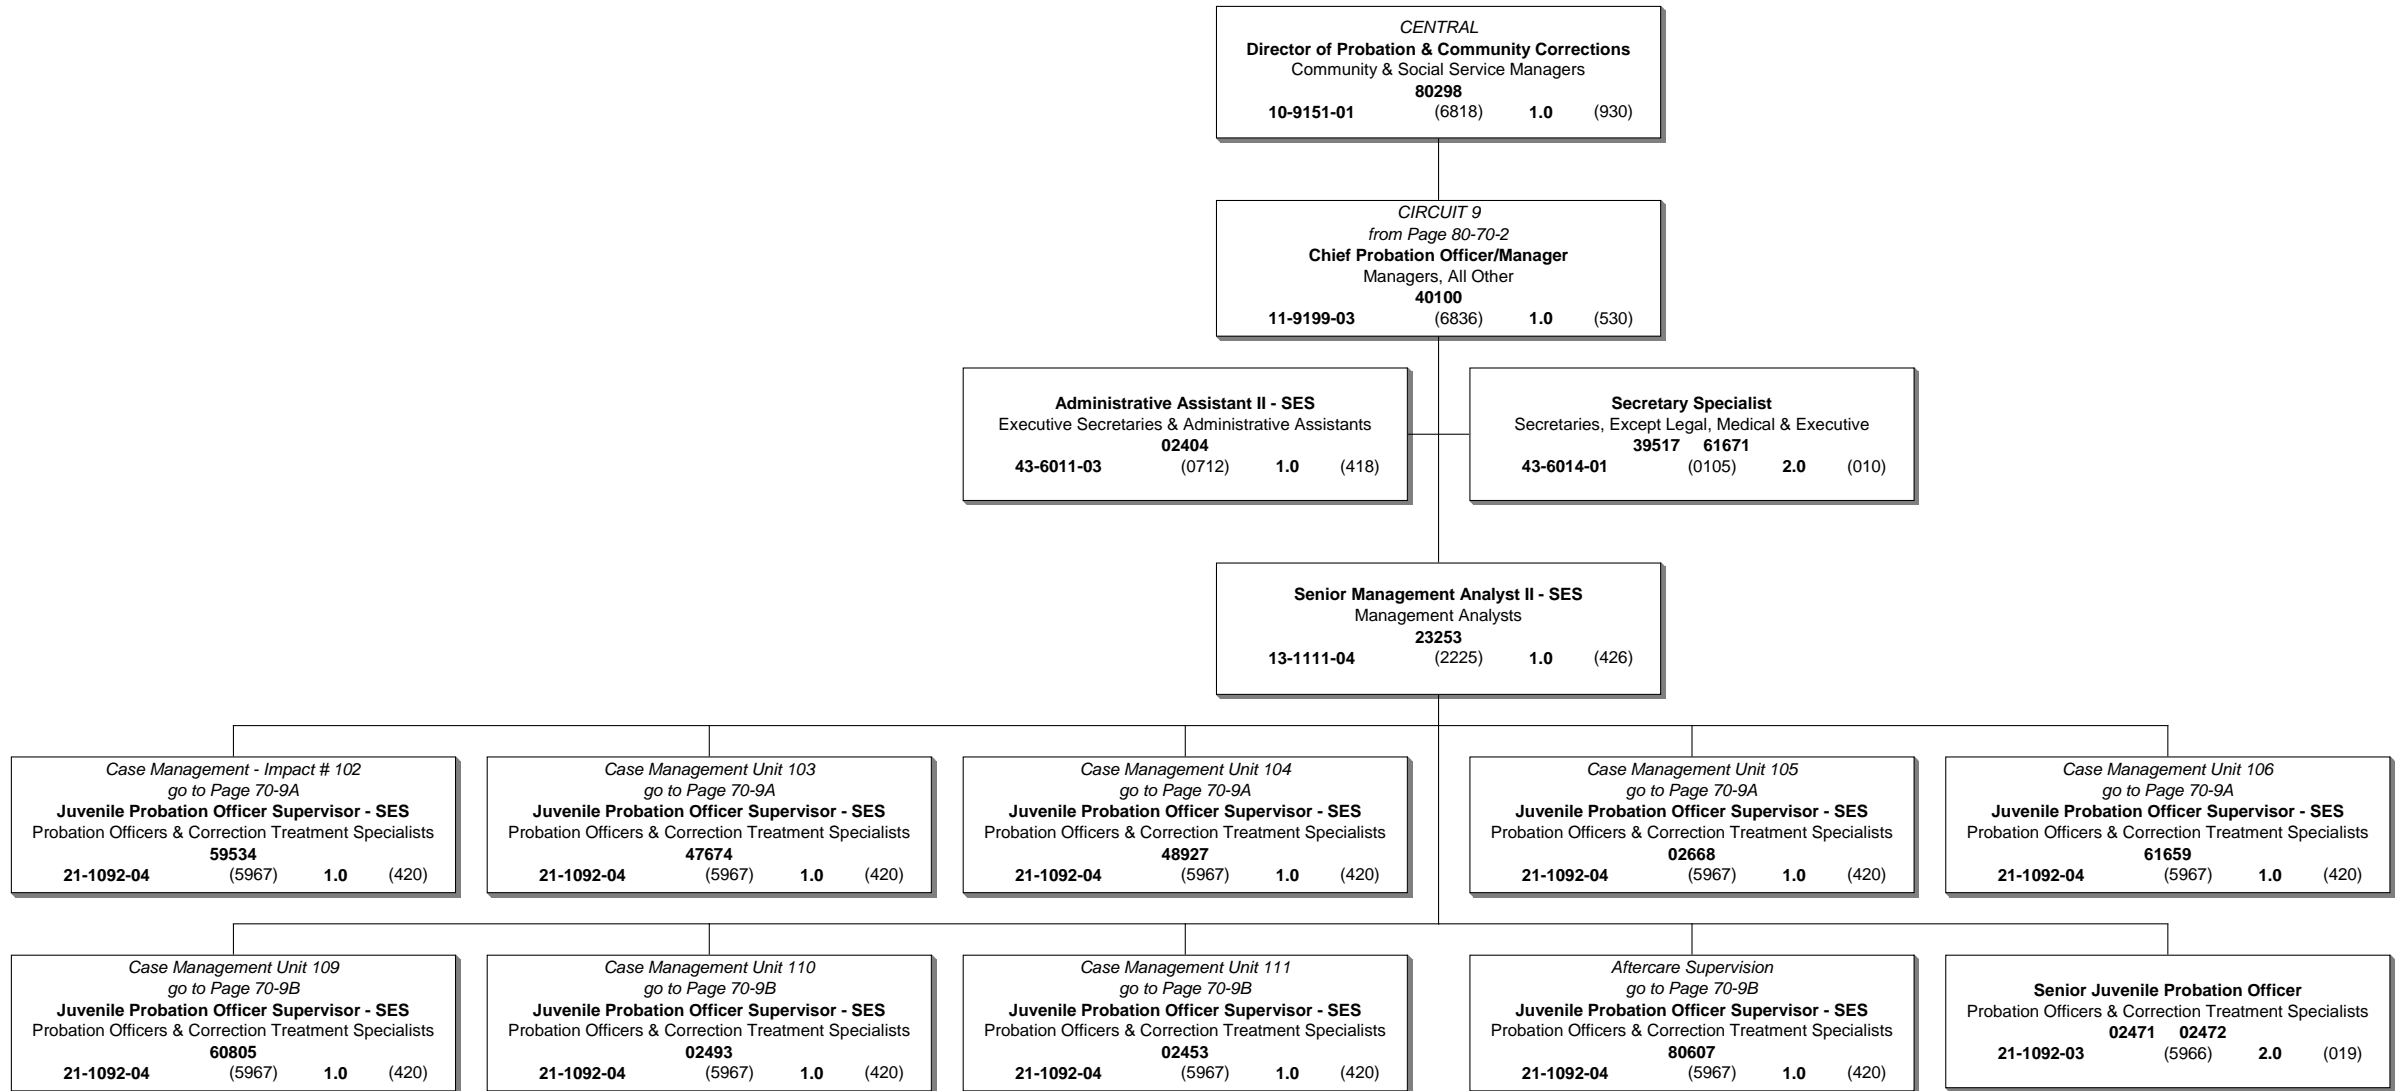 CENTRAL
Director of Probation & Community Corrections
Community & Social Service Managers
80298
10-9151-01 (6818) 1.0 (930)
CIRCUIT 9
from Page 80-70-2
Chief Probation Officer/Manager
Managers, All Other
40100
11-9199-03 (6836) 1.0 (530)
Administrative Assistant II - SES
Executive Secretaries & Administrative Assistants
02404
43-6011-03 (0712) 1.0 (418)
Secretary Specialist
Secretaries, Except Legal, Medical & Executive
39517 61671
43-6014-01 (0105) 2.0 (010)
Senior Management Analyst II - SES
Management Analysts
23253
13-1111-04 (2225) 1.0 (426)
Case Management - Impact # 102
go to Page 70-9A
Juvenile Probation Officer Supervisor - SES
Probation Officers & Correction Treatment Specialists
59534
21-1092-04 (5967) 1.0 (420)
Case Management Unit 103
go to Page 70-9A
Juvenile Probation Officer Supervisor - SES
Probation Officers & Correction Treatment Specialists
47674
21-1092-04 (5967) 1.0 (420)
Case Management Unit 104
go to Page 70-9A
Juvenile Probation Officer Supervisor - SES
Probation Officers & Correction Treatment Specialists
48927
21-1092-04 (5967) 1.0 (420)
Case Management Unit 105
go to Page 70-9A
Juvenile Probation Officer Supervisor - SES
Probation Officers & Correction Treatment Specialists
02668
21-1092-04 (5967) 1.0 (420)
Case Management Unit 106
go to Page 70-9A
Juvenile Probation Officer Supervisor - SES
Probation Officers & Correction Treatment Specialists
61659
21-1092-04 (5967) 1.0 (420)
Case Management Unit 109
go to Page 70-9B
Juvenile Probation Officer Supervisor - SES
Probation Officers & Correction Treatment Specialists
60805
21-1092-04 (5967) 1.0 (420)
Case Management Unit 110
go to Page 70-9B
Juvenile Probation Officer Supervisor - SES
Probation Officers & Correction Treatment Specialists
02493
21-1092-04 (5967) 1.0 (420)
Case Management Unit 111
go to Page 70-9B
Juvenile Probation Officer Supervisor - SES
Probation Officers & Correction Treatment Specialists
02453
21-1092-04 (5967) 1.0 (420)
Aftercare Supervision
go to Page 70-9B
Juvenile Probation Officer Supervisor - SES
Probation Officers & Correction Treatment Specialists
80607
21-1092-04 (5967) 1.0 (420)
Senior Juvenile Probation Officer
Probation Officers & Correction Treatment Specialists
02471 02472
21-1092-03 (5966) 2.0 (019)